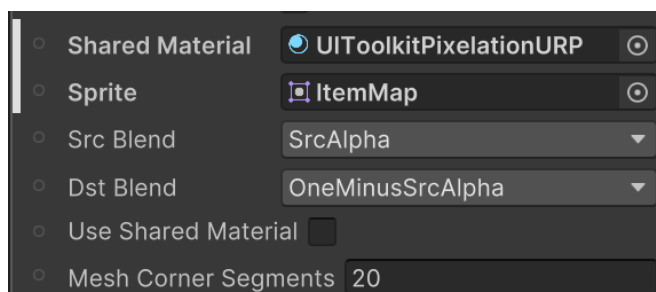 Shared Material UIToolkitPixelationURP
Sprite ItemMap
Src Blend SrcAlpha
Dst Blend OneMinusSrcAlpha
Use Shared Material
Mesh Corner Segments 20